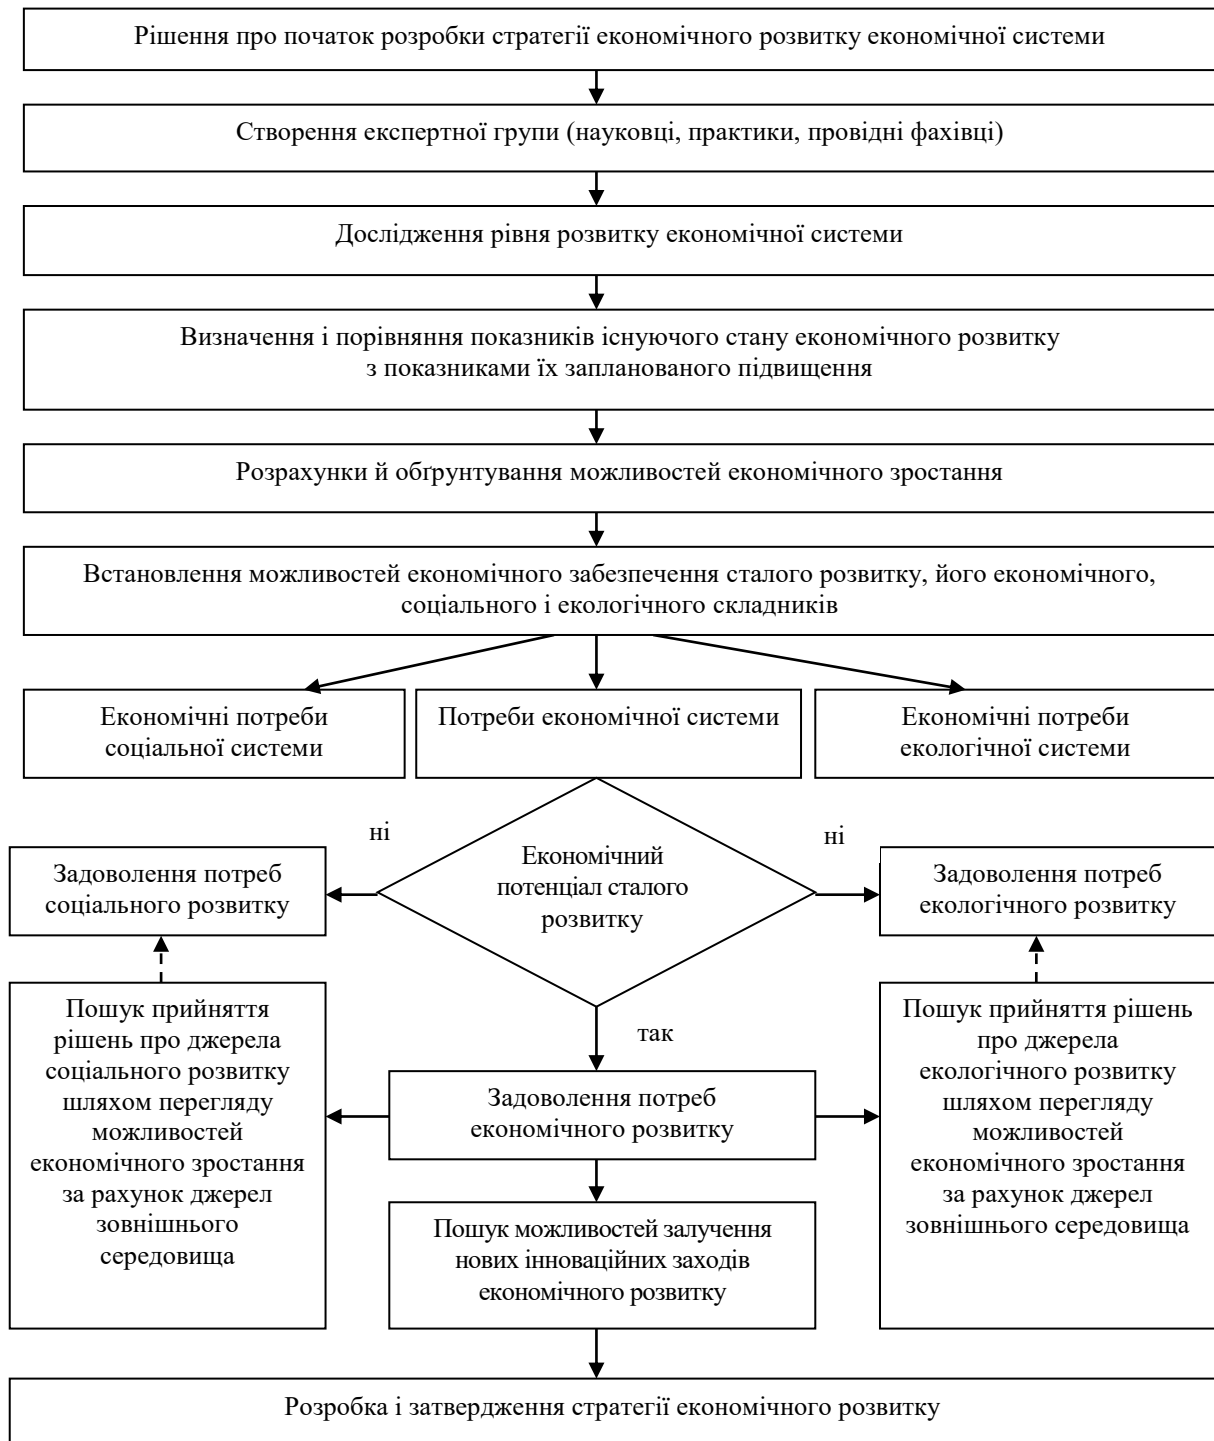 Рішення про початок розробки стратегії економічного розвитку економічної системи
Створення експертної групи (науковці, практики, провідні фахівці)
Дослідження рівня розвитку економічної системи
Визначення і порівняння показників існуючого стану економічного розвитку
з показниками їх запланованого підвищення
Розрахунки й обґрунтування можливостей економічного зростання
Встановлення можливостей економічного забезпечення сталого розвитку, його економічного,
соціального і екологічного складників
Економічні потреби
соціальної системи
Потреби економічної системи
Економічні потреби
екологічної системи
ні
ні
Економічний
потенціал сталого
розвитку
Задоволення потреб
соціального розвитку
Задоволення потреб
екологічного розвитку
так
Пошук прийняття
рішень про джерела
соціального розвитку
шляхом перегляду
можливостей
економічного зростання
за рахунок джерел
зовнішнього
середовища
Задоволення потреб
економічного розвитку
Пошук прийняття рішень
про джерела
екологічного розвитку
шляхом перегляду
можливостей
економічного зростання
за рахунок джерел
зовнішнього середовища
Пошук можливостей залучення
нових інноваційних заходів
економічного розвитку
Розробка і затвердження стратегії економічного розвитку